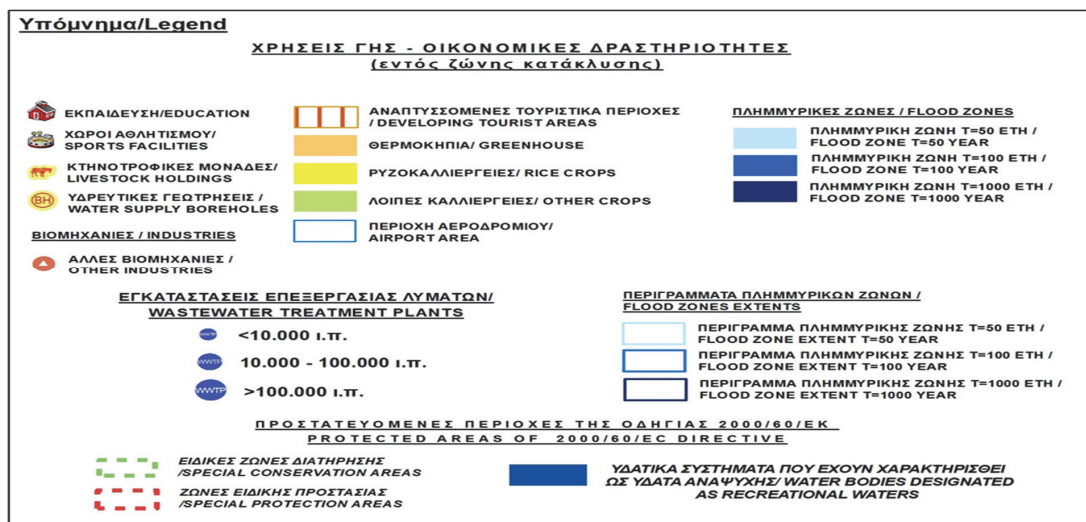 Υπόμνημα/Legend
ΧΡΗΣΕΙΣ ΓΗΣ - ΟΙΚΟΝΟΜΙΚΕΣ ΔΡΑΣΤΗΡΙΟΤΗΤΕΣ
(εντός ζώνης κατάκλυσης)
ΕΚΠΑΙΔΕΥΣΗ/EDUCATION
ΧΩΡΟΙ ΑΘΛΗΤΙΣΜΟΥ/
SPORTS FACILITIES
ΚΤΗΝΟΤΡΟΦΙΚΕΣ ΜΟΝΑΔΕΣ/
LIVESTOCK HOLDINGS
BH
ΥΔΡΕΥΤΙΚΕΣ ΓΕΩΤΡΗΣΕΙΣ /
WATER SUPPLY BOREHOLES
ΒΙΟΜΗΧΑΝΙΕΣ / INDUSTRIES
ΑΛΛΕΣ ΒΙΟΜΗΧΑΝΙΕΣ /
OTHER INDUSTRIES
ΑΝΑΠΤΥΣΣΟΜΕΝΕΣ ΤΟΥΡΙΣΤΙΚΑ ΠΕΡΙΟΧΕΣ
/ DEVELOPING TOURIST AREAS
ΘΕΡΜΟΚΗΠΙΑ/ GREENHOUSE
ΡΥΖΟΚΑΛΛΙΕΡΓΕΙΕΣ/ RICE CROPS
ΛΟΙΠΕΣ ΚΑΛΛΙΕΡΓΕΙΕΣ/ OTHER CROPS
ΠΕΡΙΟΧΗ ΑΕΡΟΔΡΟΜΙΟΥ/
AIRPORT AREA
ΠΛΗΜΜΥΡΙΚΕΣ ΖΩΝΕΣ / FLOOD ZONES
ΠΛΗΜΜΥΡΙΚΗ ΖΩΝΗ T=50 ΕΤΗ /
FLOOD ZONE T=50 YEAR
ΠΛΗΜΜΥΡΙΚΗ ΖΩΝΗ T=100 ΕΤΗ /
FLOOD ZONE T=100 YEAR
ΠΛΗΜΜΥΡΙΚΗ ΖΩΝΗ T=1000 ΕΤΗ /
FLOOD ZONE T=1000 YEAR
ΕΓΚΑΤΑΣΤΑΣΕΙΣ ΕΠΕΞΕΡΓΑΣΙΑΣ ΛΥΜΑΤΩΝ/
WASTEWATER TREATMENT PLANTS
WWTP <10.000 ι.π.
WWTP 10.000 - 100.000 ι.π.
WWTP >100.000 ι.π.
ΠΕΡΙΓΡΑΜΜΑΤΑ ΠΛΗΜΜΥΡΙΚΩΝ ΖΩΝΩΝ /
FLOOD ZONES EXTENTS
ΠΕΡΙΓΡΑΜΜΑ ΠΛΗΜΜΥΡΙΚΗΣ ΖΩΝΗΣ T=50 ΕΤΗ /
FLOOD ZONE EXTENT T=50 YEAR
ΠΕΡΙΓΡΑΜΜΑ ΠΛΗΜΜΥΡΙΚΗΣ ΖΩΝΗΣ T=100 ΕΤΗ /
FLOOD ZONE EXTENT T=100 YEAR
ΠΕΡΙΓΡΑΜΜΑ ΠΛΗΜΜΥΡΙΚΗΣ ΖΩΝΗΣ T=1000 ΕΤΗ /
FLOOD ZONE EXTENT T=1000 YEAR
ΠΡΟΣΤΑΤΕΥΟΜΕΝΕΣ ΠΕΡΙΟΧΕΣ ΤΗΣ ΟΔΗΓΙΑΣ 2000/60/ΕΚ
PROTECTED AREAS OF 2000/60/EC DIRECTIVE
ΕΙΔΙΚΕΣ ΖΩΝΕΣ ΔΙΑΤΗΡΗΣΗΣ
/SPECIAL CONSERVATION AREAS
ΖΩΝΕΣ ΕΙΔΙΚΗΣ ΠΡΟΣΤΑΣΙΑΣ
/SPECIAL PROTECTION AREAS
ΥΔΑΤΙΚΑ ΣΥΣΤΗΜΑΤΑ ΠΟΥ ΕΧΟΥΝ ΧΑΡΑΚΤΗΡΙΣΘΕΙ
ΩΣ ΥΔΑΤΑ ΑΝΑΨΥΧΗΣ/ WATER BODIES DESIGNATED
AS RECREATIONAL WATERS